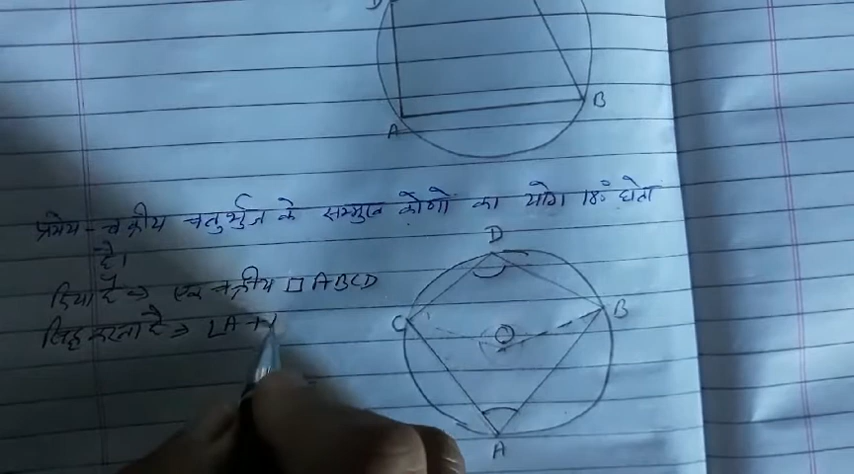 D
B
A
प्रमेय - चक्रीय चतुर्भुज के सम्मुख कोणों का योग 180 होता
है।
दिया है → एक चक्रीय □ABCD
सिद्ध करना है → ∠A +
D
C
B
O
A